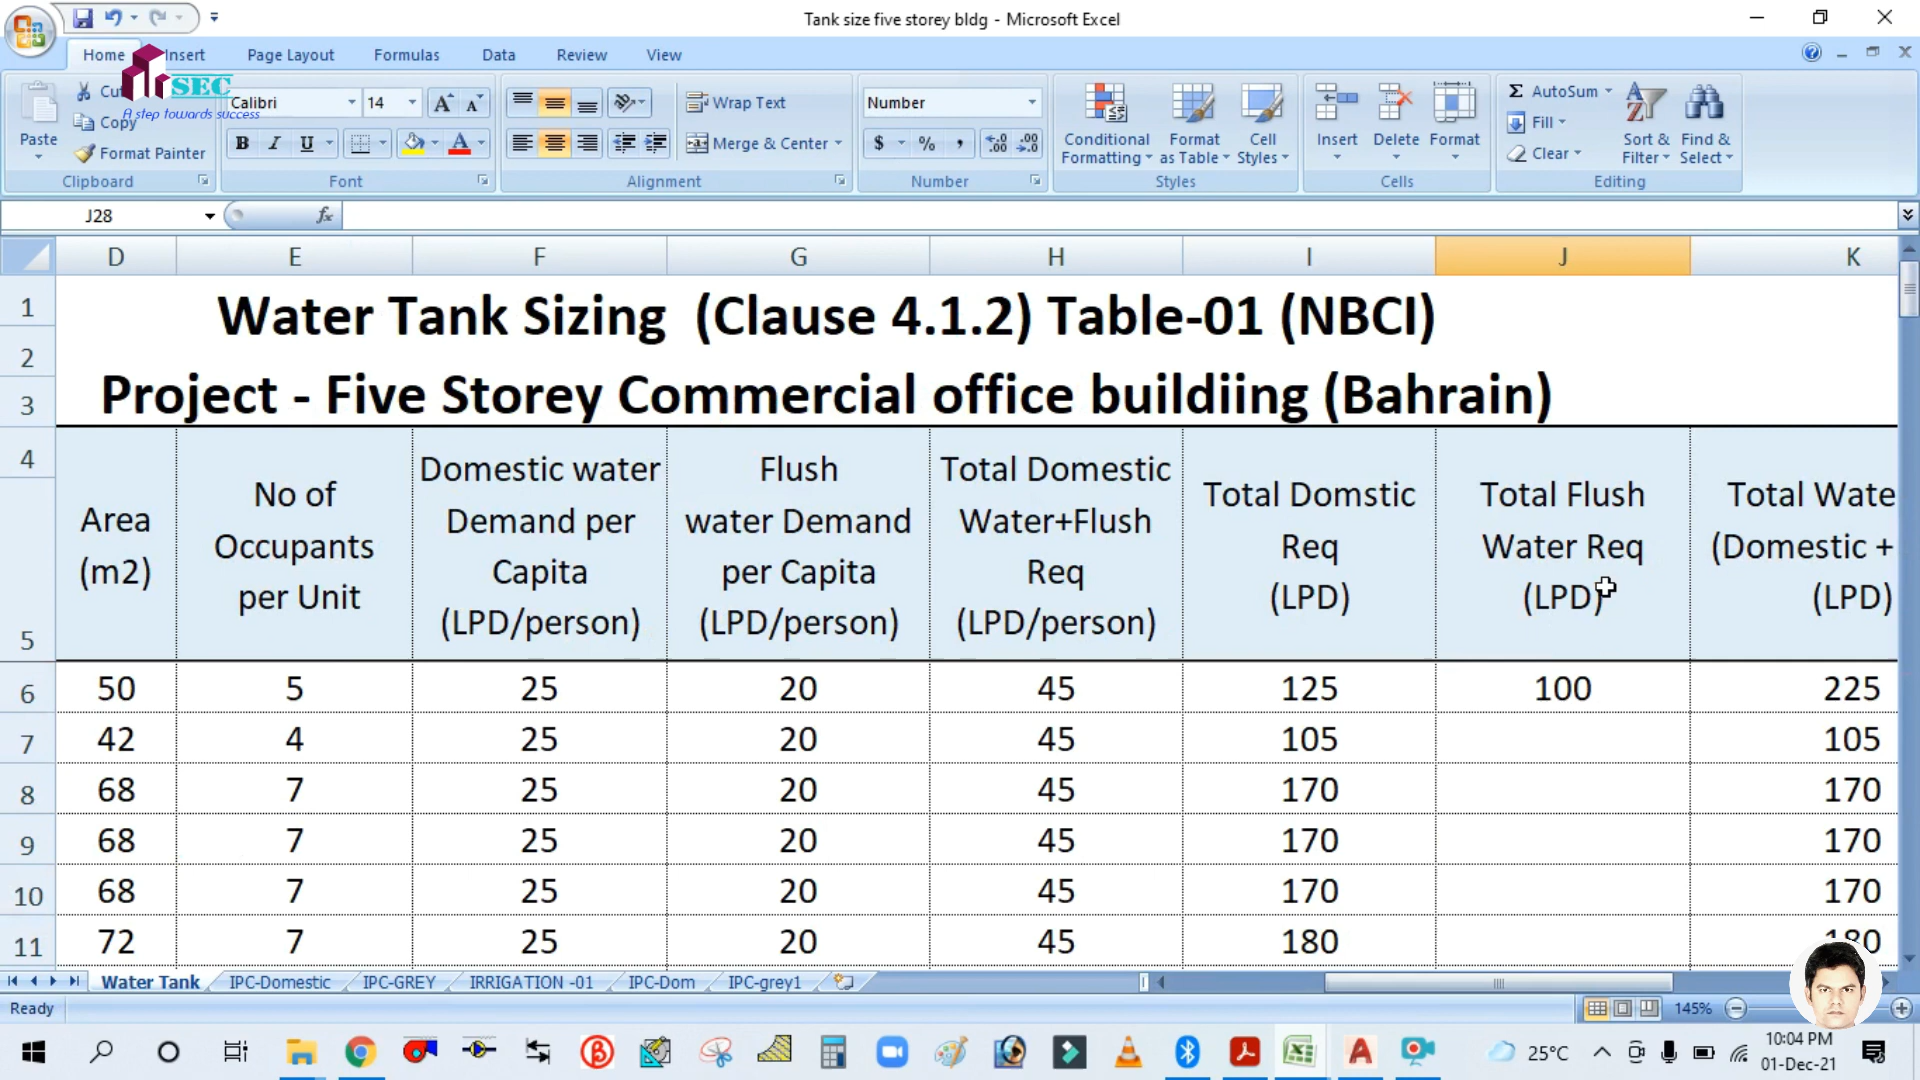 Tank size five storey bldg - Microsoft Excel
Home Insert Page Layout Formulas Data Review View
SEC
A step towards success
Paste
Cut
Copy
Format Painter
Clipboard
Calibri 14
B I U
Font
Wrap Text
Merge & Center
Alignment
Number
$ % ,
Number
Conditional Formatting
Format as Table
Cell Styles
Styles
Insert Delete Format
Cells
Σ AutoSum
Fill
Clear
Sort & Filter
Find & Select
Editing
J28
fx
D E F G H I J K
1
2
3
4
5
Water Tank Sizing (Clause 4.1.2) Table-01 (NBCI)
Project - Five Storey Commercial office buildiing (Bahrain)
Area
(m2)
No of
Occupants
per Unit
Domestic water
Demand per
Capita
(LPD/person)
Flush
water Demand
per Capita
(LPD/person)
Total Domestic
Water+Flush
Req
(LPD/person)
Total Domstic
Req
(LPD)
Total Flush
Water Req
(LPD)
Total Wate
(Domestic +
(LPD)
6 50 5 25 20 45 125 100 225
7 42 4 25 20 45 105 105
8 68 7 25 20 45 170 170
9 68 7 25 20 45 170 170
10 68 7 25 20 45 170 170
11 72 7 25 20 45 180 180
Water Tank IPC-Domestic IPC-GREY IRRIGATION -01 IPC-Dom IPC-grey1
Ready
145%
25°C
10:04 PM
01-Dec-21